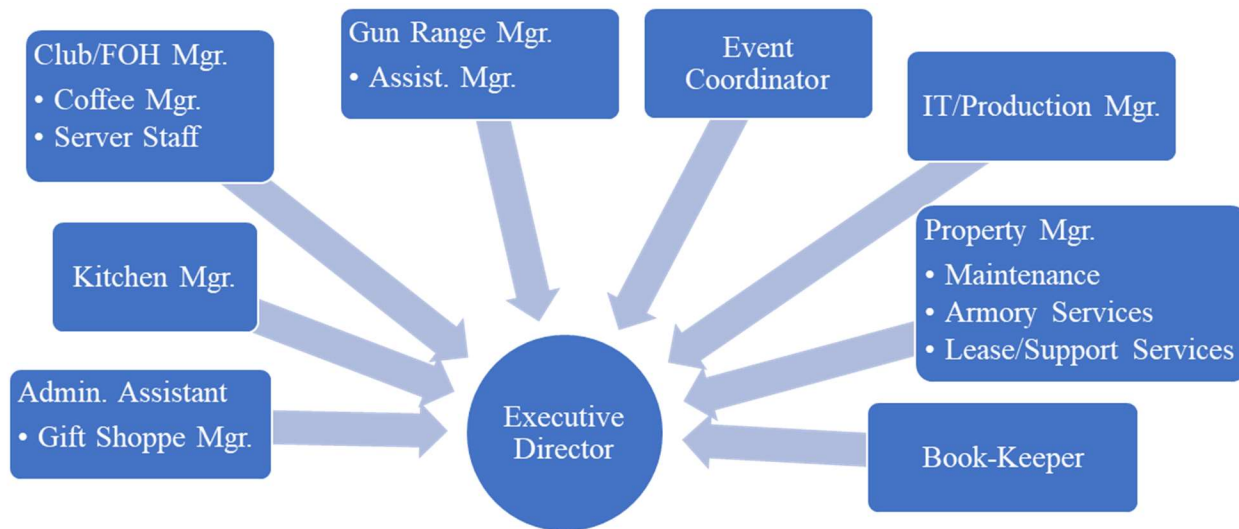 Club/FOH Mgr.
• Coffee Mgr.
• Server Staff
Gun Range Mgr.
• Assist. Mgr.
Event
Coordinator
IT/Production Mgr.
Kitchen Mgr.
Property Mgr.
• Maintenance
• Armory Services
• Lease/Support Services
Admin. Assistant
• Gift Shoppe Mgr.
Executive
Director
Book-Keeper